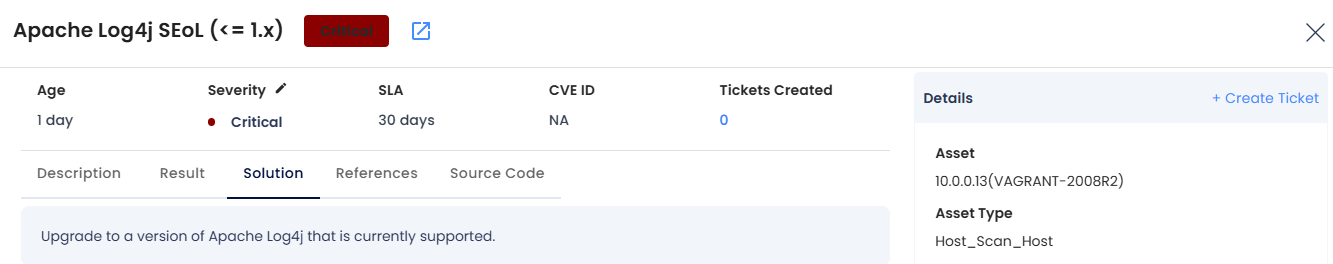 Apache Log4j SEoL (<= 1.x) Critical
Age Severity SLA CVE ID Tickets Created
1 day Critical 30 days NA 0
Description Result Solution References Source Code
Upgrade to a version of Apache Log4j that is currently supported.
Details + Create Ticket
Asset
10.0.0.13(VAGRANT-2008R2)
Asset Type
Host_Scan_Host